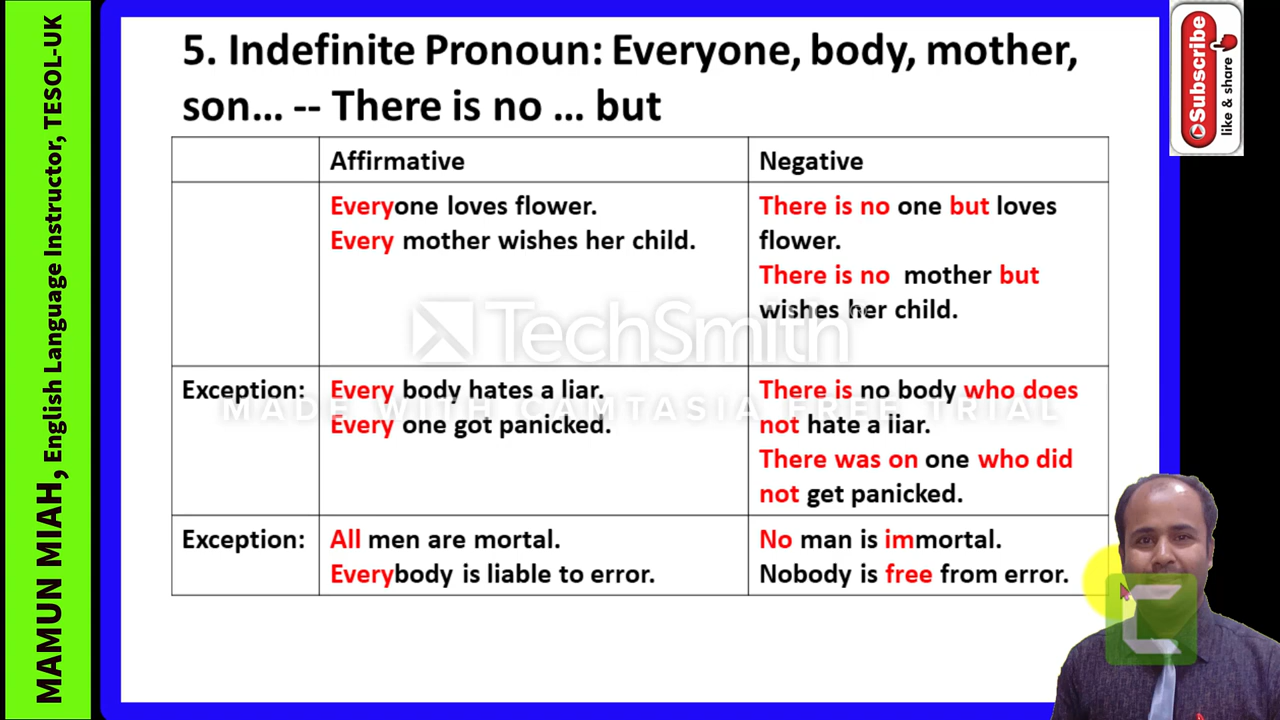 5. Indefinite Pronoun: Everyone, body, mother,
son... -- There is no ... but
Affirmative
Negative
Everyone loves flower.
Every mother wishes her child.
There is no one but loves
flower.
There is no mother but
wishes her child.
Exception:
Every body hates a liar.
Every one got panicked.
There is no body who does
not hate a liar.
There was on one who did
not get panicked.
Exception:
All men are mortal.
Everybody is liable to error.
No man is immortal.
Nobody is free from error.
TechSmith
MADE WITH CAMTASIA FREE TRIAL
MAMUN MIAH, English Language Instructor, TESOL-UK
Subscribe
like & share